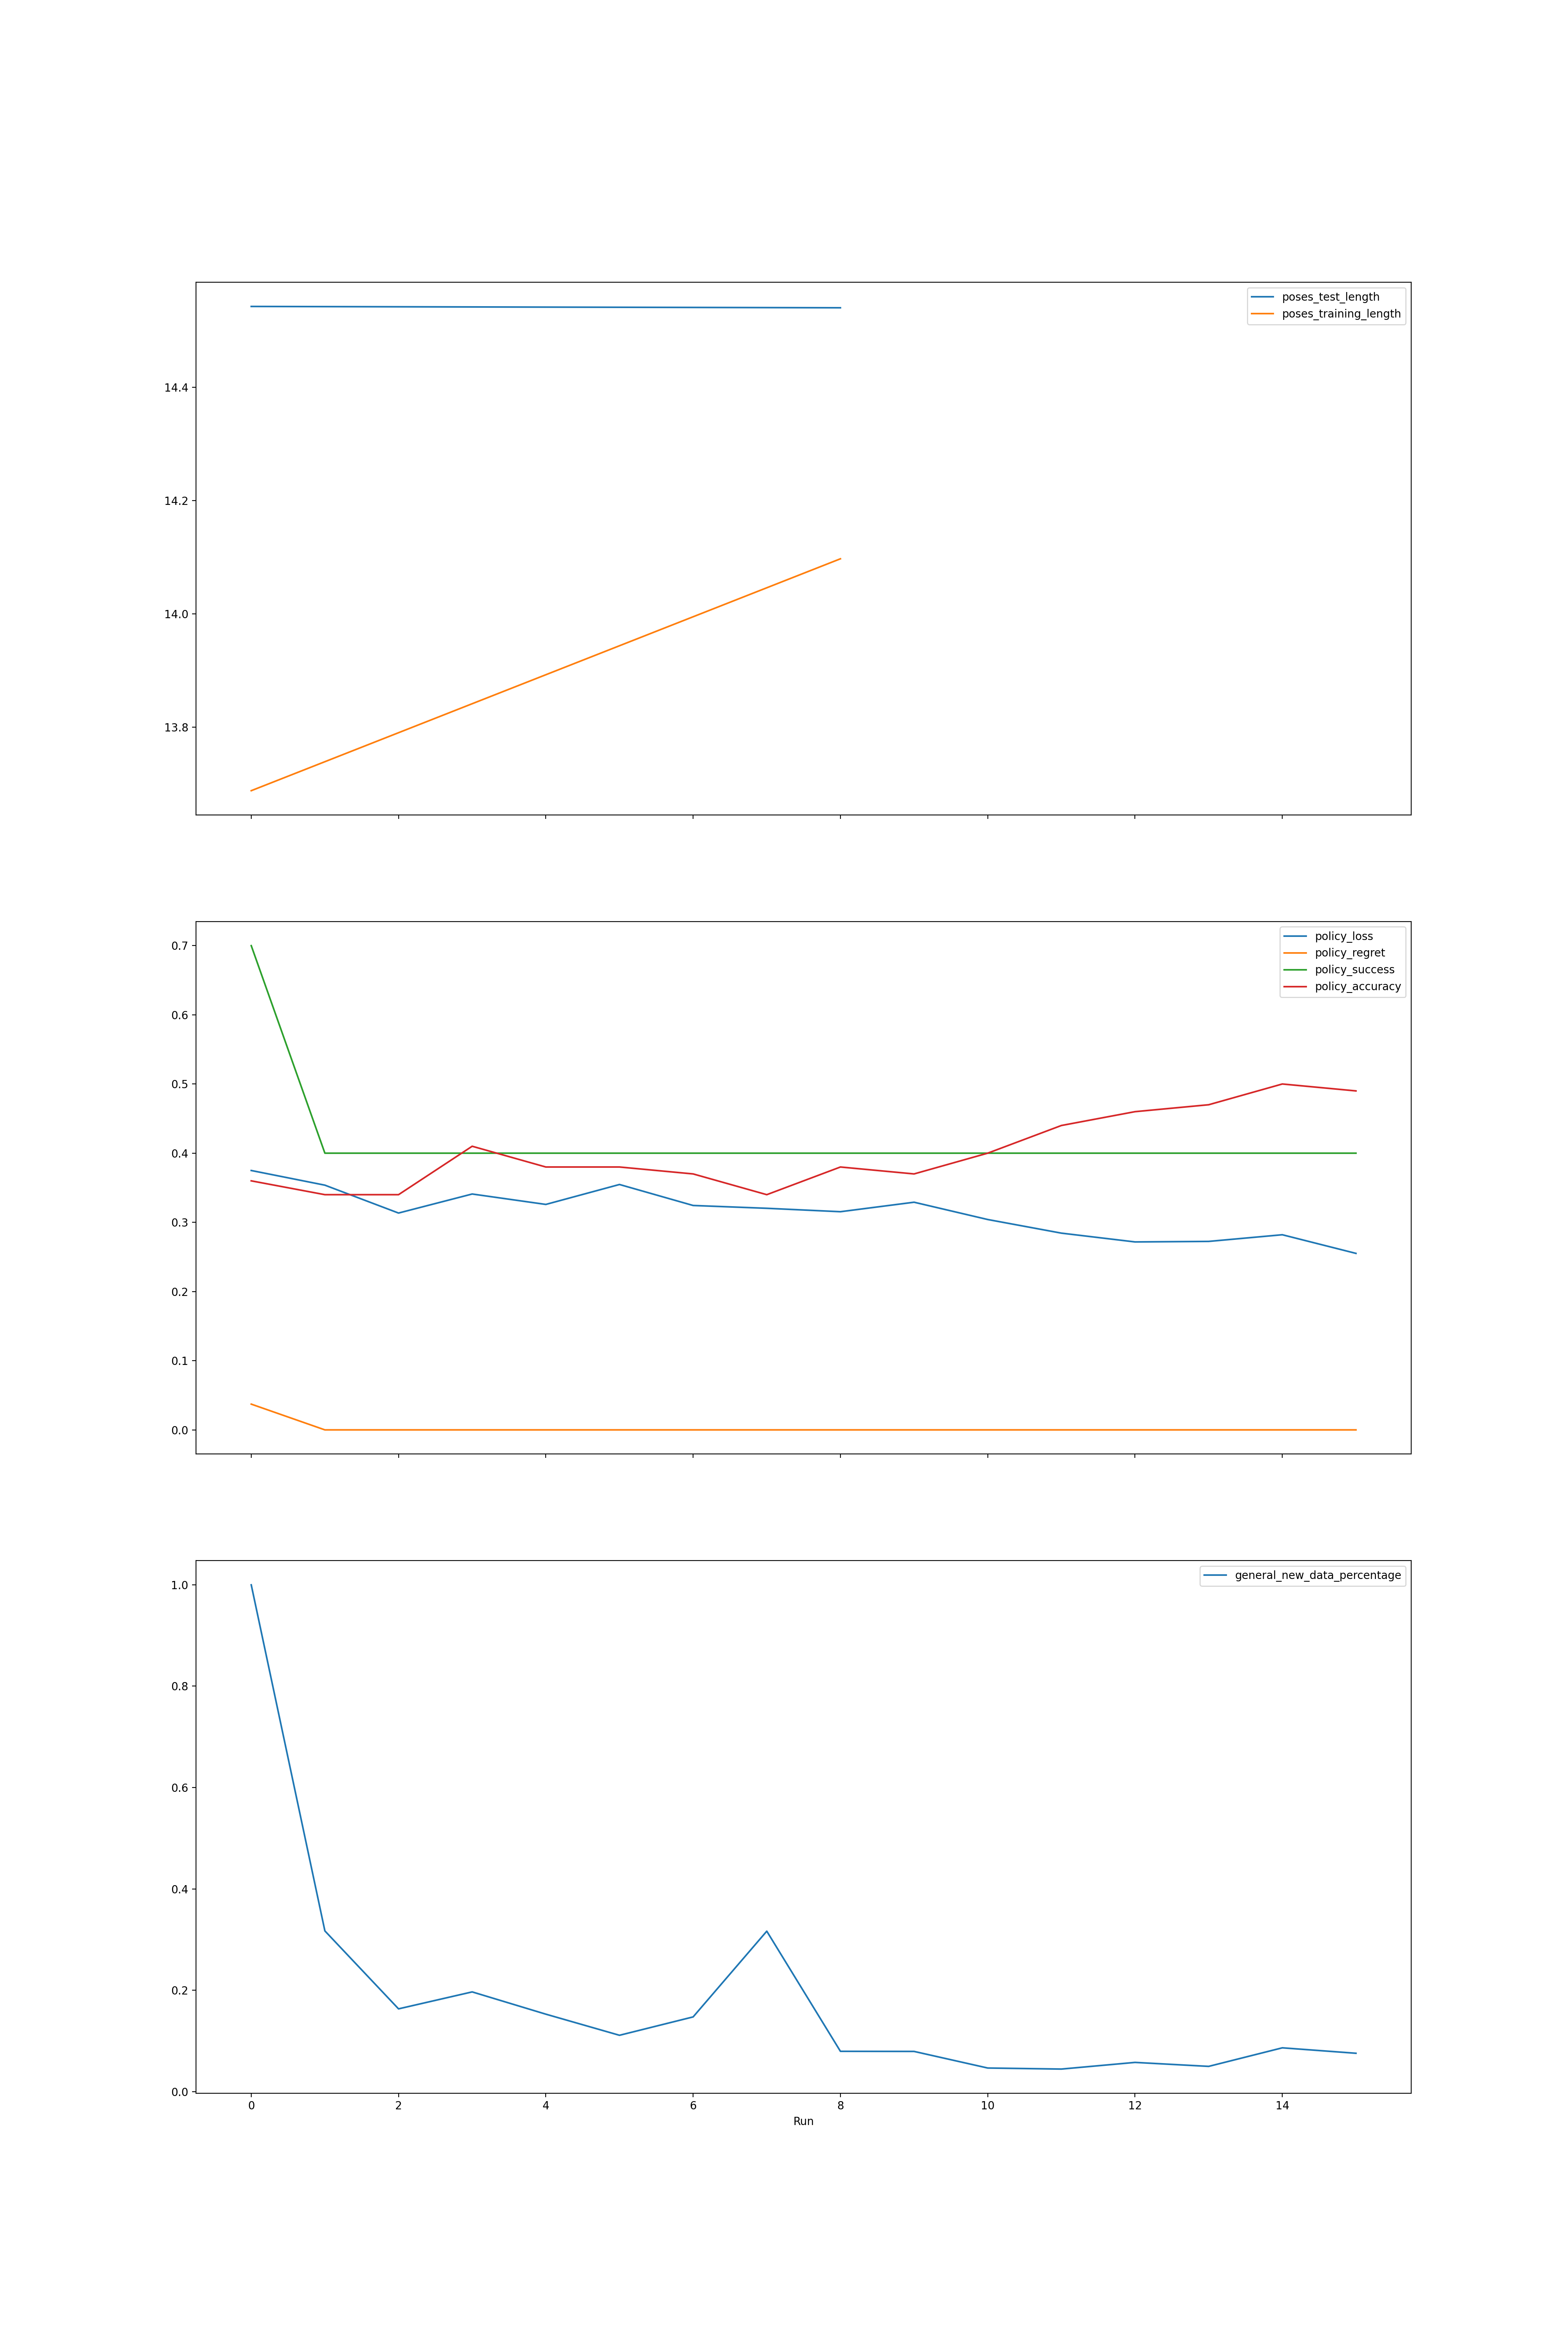 poses_test_length
poses_training_length
14.4
14.2
14.0
13.8
policy_loss
policy_regret
policy_success
policy_accuracy
0.7
0.6
0.5
0.4
0.3
0.2
0.1
0.0
general_new_data_percentage
1.0
0.8
0.6
0.4
0.2
0.0
0 2 4 6 8 10 12 14
Run